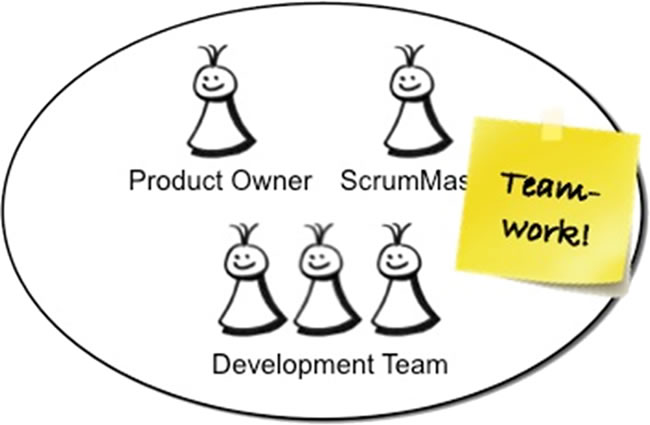 Product Owner
ScrumMas
Team-
work!
Development Team